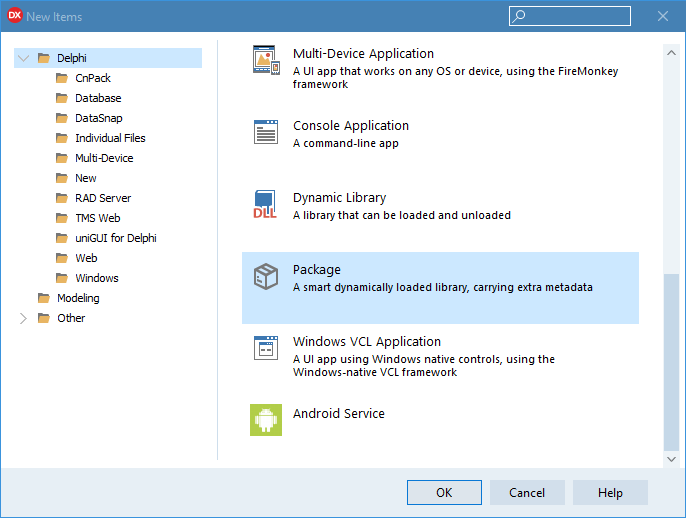 DX New Items
Delphi
CnPack
Database
DataSnap
Individual Files
Multi-Device
New
RAD Server
TMS Web
uniGUI for Delphi
Web
Windows
Modeling
Other
Multi-Device Application
A UI app that works on any OS or device, using the FireMonkey
framework
Console Application
A command-line app
DLL
Dynamic Library
A library that can be loaded and unloaded
Package
A smart dynamically loaded library, carrying extra metadata
Windows VCL Application
A UI app using Windows native controls, using the
Windows-native VCL framework
Android Service
OK
Cancel
Help